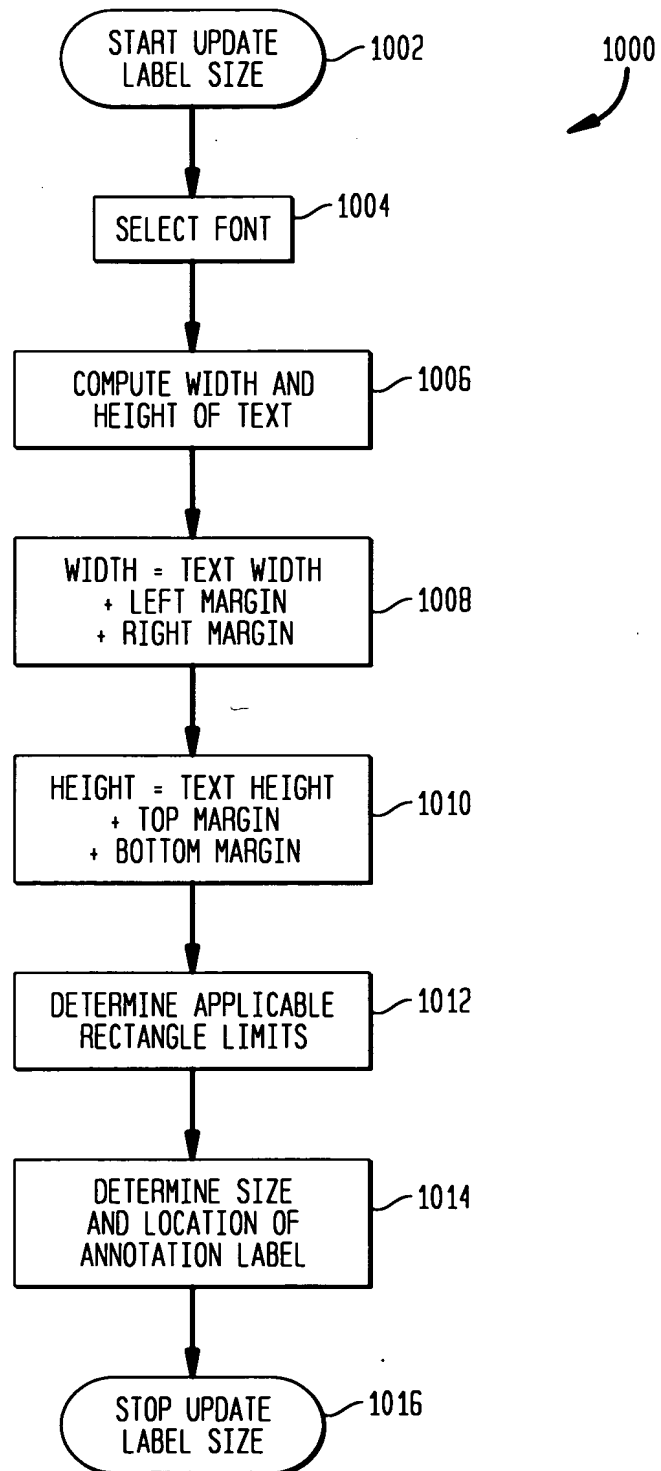 START UPDATE
LABEL SIZE
1002
1000
SELECT FONT
1004
COMPUTE WIDTH AND
HEIGHT OF TEXT
1006
WIDTH = TEXT WIDTH
+ LEFT MARGIN
+ RIGHT MARGIN
1008
HEIGHT = TEXT HEIGHT
+ TOP MARGIN
+ BOTTOM MARGIN
1010
DETERMINE APPLICABLE
RECTANGLE LIMITS
1012
DETERMINE SIZE
AND LOCATION OF
ANNOTATION LABEL
1014
STOP UPDATE
LABEL SIZE
1016